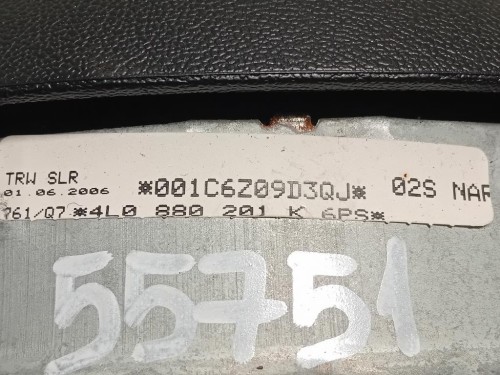 TRW SLR *001C6Z09D3QJ* 02S NAR
01.06.2006
761/Q7 *4L0 880 201 K 6PS*
55751